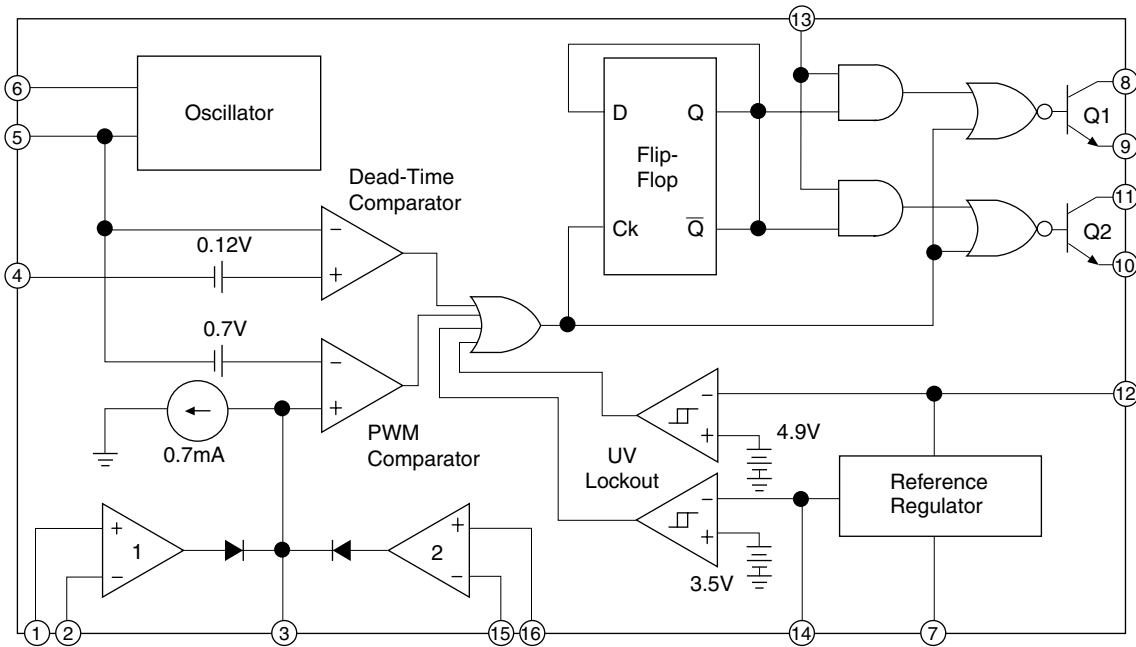 13
6
5
4
Oscillator
D
Q
Flip-
Flop
Ck
Q̅
8
Q1
9
11
Q2
10
Dead-Time
Comparator
−
+
0.12V
0.7V
−
+
0.7mA
PWM
Comparator
−
+
4.9V
12
UV
Lockout
−
+
3.5V
Reference
Regulator
+
1
−
+
2
−
1
2
3
15
16
14
7